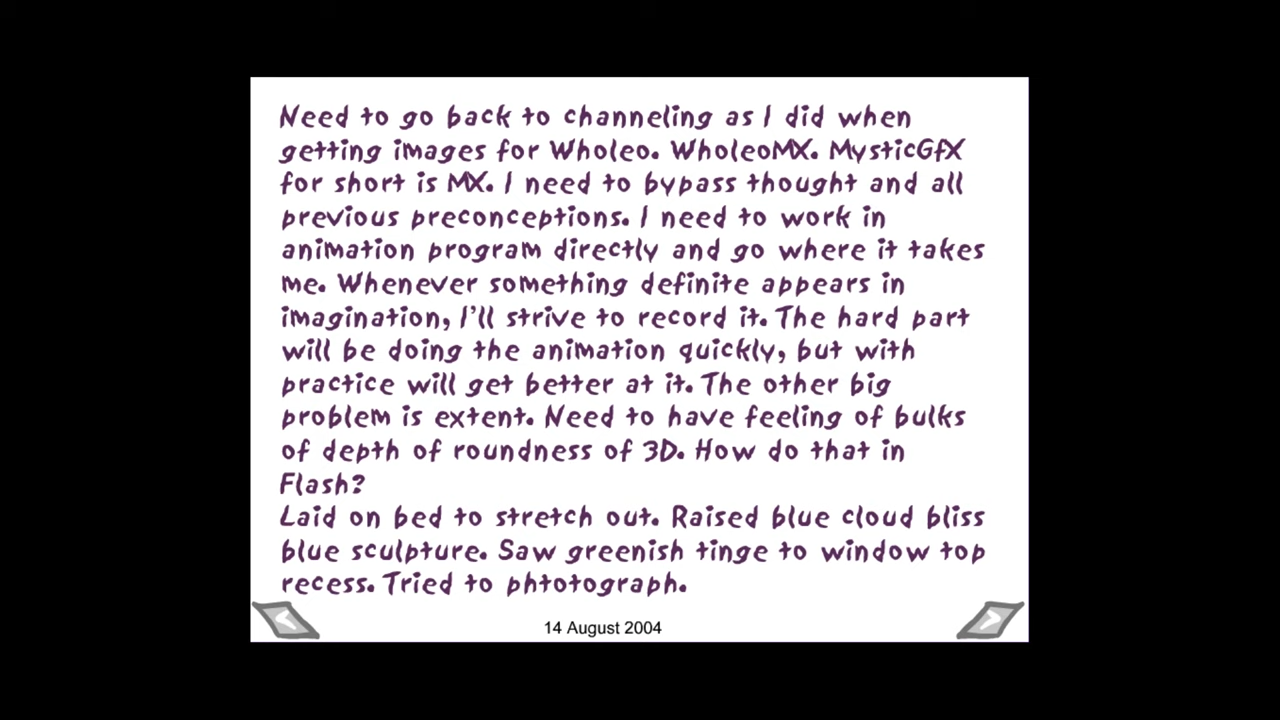 Need to go back to channeling as I did when
getting images for Wholeo. WholeoMX. MysticGfX
for short is MX. I need to bypass thought and all
previous preconceptions. I need to work in
animation program directly and go where it takes
me. Whenever something definite appears in
imagination, I'll strive to record it. The hard part
will be doing the animation quickly, but with
practice will get better at it. The other big
problem is extent. Need to have feeling of bulks
of depth of roundness of 3D. How do that in
Flash?
Laid on bed to stretch out. Raised blue cloud bliss
blue sculpture. Saw greenish tinge to window top
recess. Tried to phtotograph.
14 August 2004